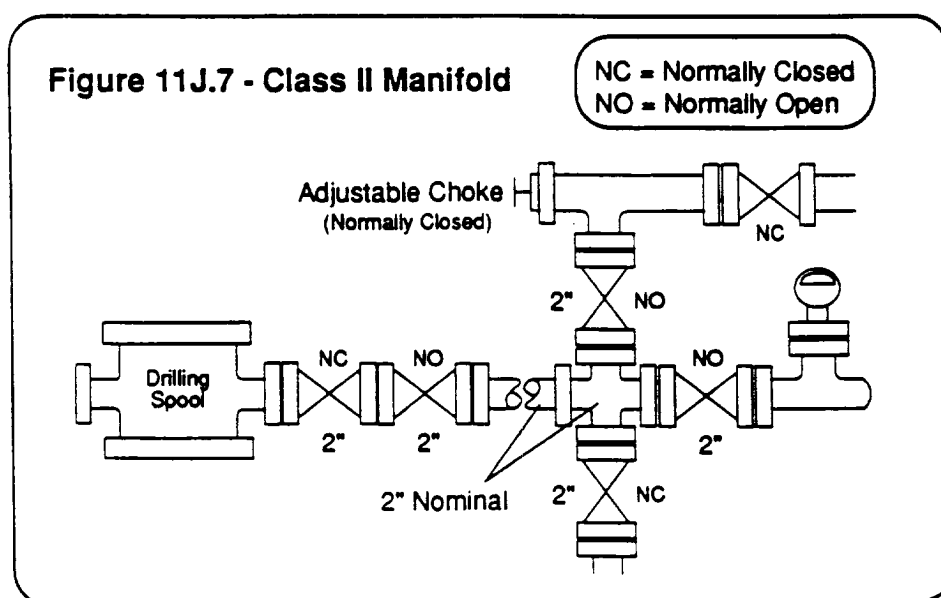 Figure 11J.7 - Class II Manifold
NC = Normally Closed
NO = Normally Open
Adjustable Choke
(Normally Closed)
NC
2" NO
Drilling
Spool
NC NO
2" 2"
NO
2"
2" Nominal
2" NC